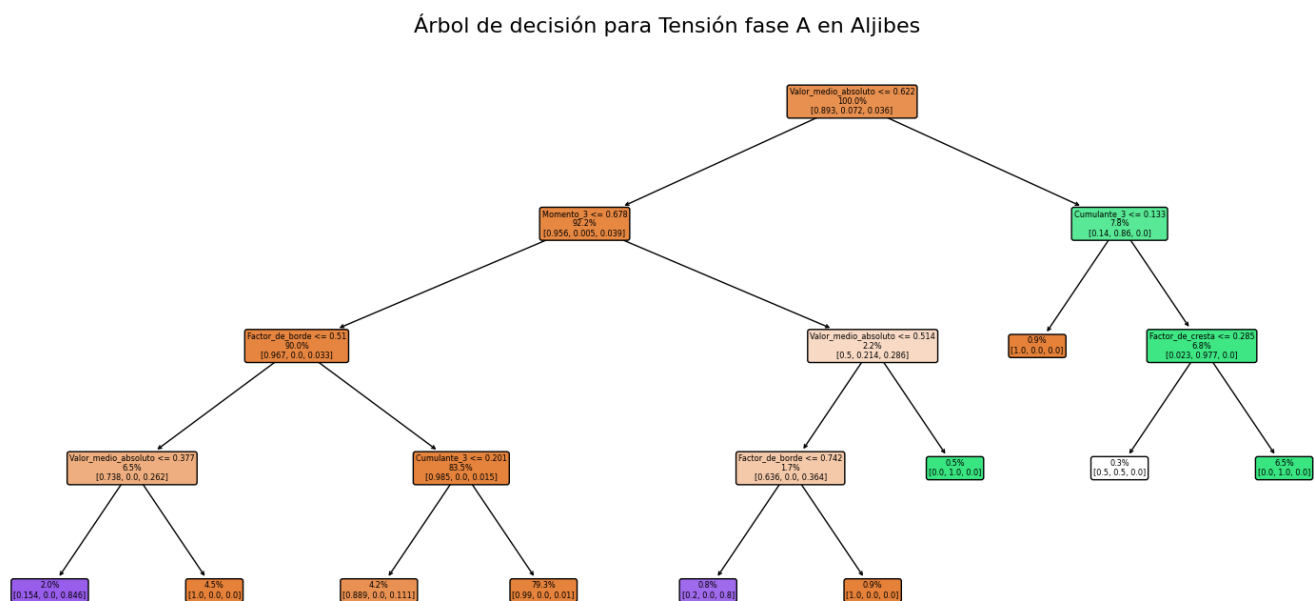 Árbol de decisión para Tensión fase A en Aljibes
Valor_medio_absoluto <= 0.622
100.0%
[0.893, 0.072, 0.036]
Momento_3 <= 0.678
92.2%
[0.956, 0.005, 0.039]
Cumulante_3 <= 0.133
7.8%
[0.14, 0.86, 0.0]
Factor_de_borde <= 0.51
90.0%
[0.967, 0.0, 0.033]
Valor_medio_absoluto <= 0.514
2.2%
[0.5, 0.214, 0.286]
0.9%
[1.0, 0.0, 0.0]
Factor_de_cresta <= 0.285
6.8%
[0.023, 0.977, 0.0]
Valor_medio_absoluto <= 0.377
6.5%
[0.738, 0.0, 0.262]
Cumulante_3 <= 0.201
83.5%
[0.985, 0.0, 0.015]
Factor_de_borde <= 0.742
1.7%
[0.636, 0.0, 0.364]
0.5%
[0.0, 1.0, 0.0]
0.3%
[0.5, 0.5, 0.0]
6.5%
[0.0, 1.0, 0.0]
2.0%
[0.154, 0.0, 0.846]
4.5%
[1.0, 0.0, 0.0]
4.2%
[0.889, 0.0, 0.111]
79.3%
[0.99, 0.0, 0.01]
0.8%
[0.2, 0.0, 0.8]
0.9%
[1.0, 0.0, 0.0]